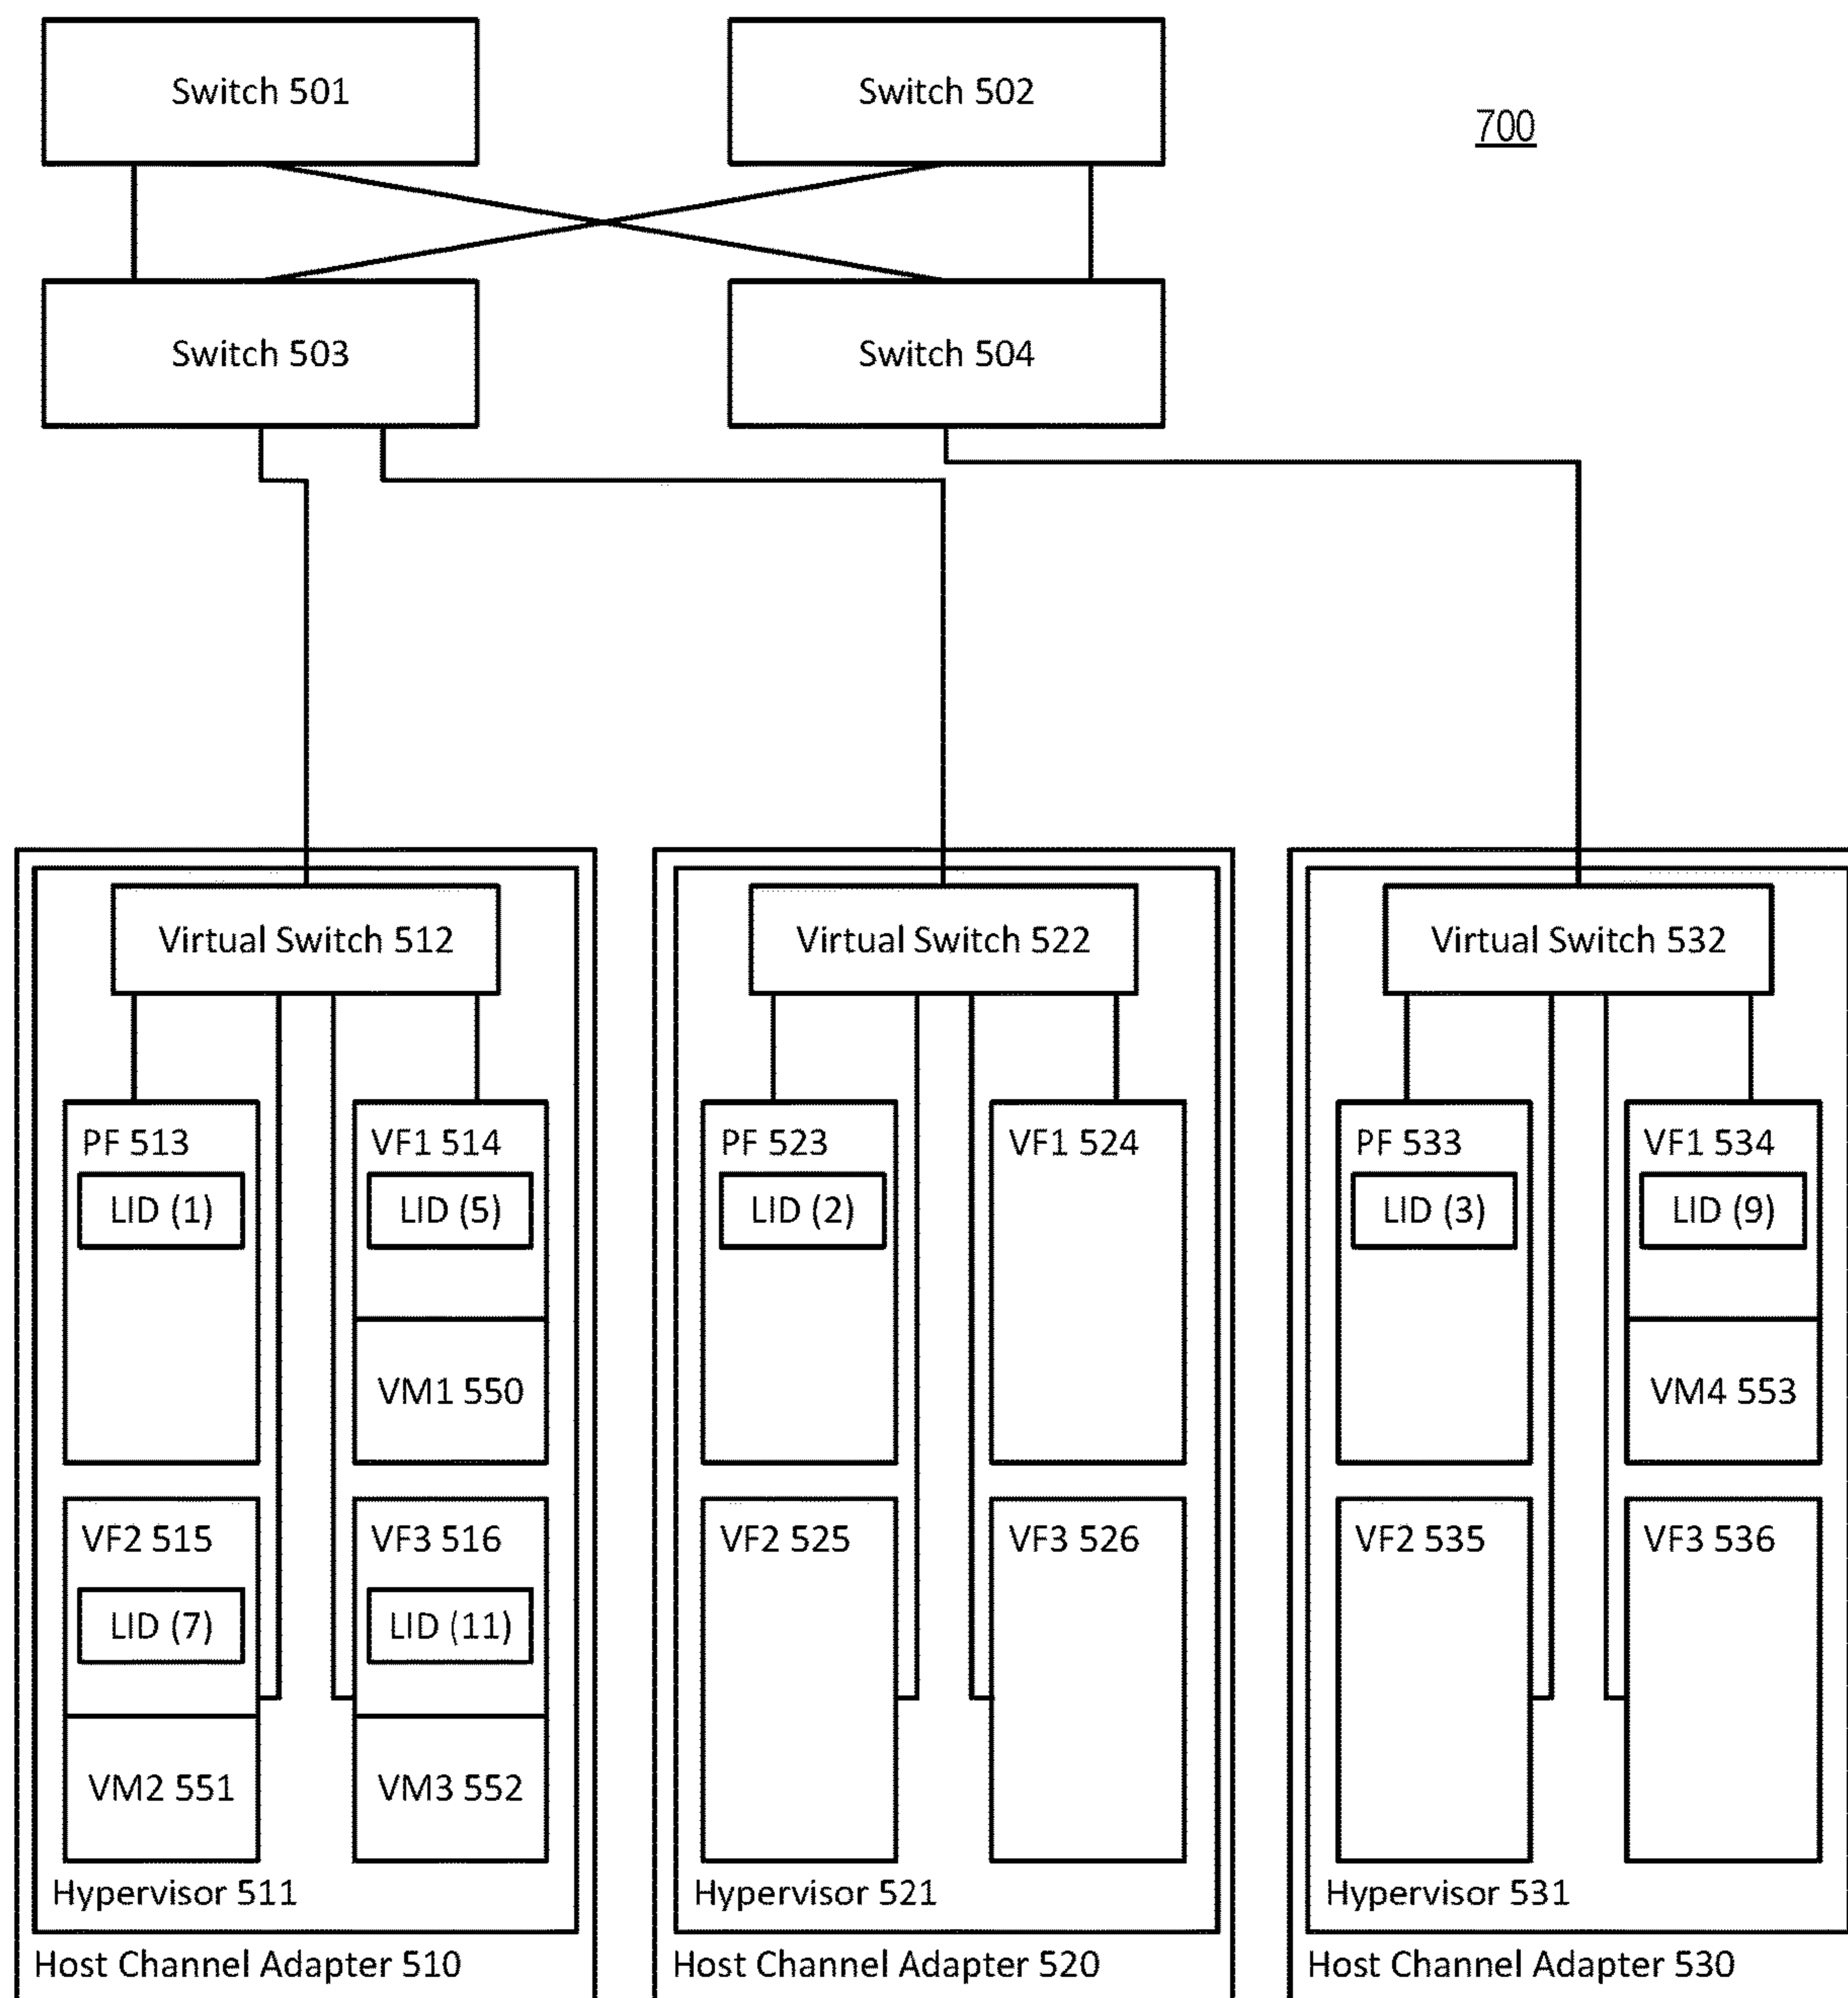 Switch 501
Switch 502
700
Switch 503
Switch 504
Virtual Switch 512
Virtual Switch 522
Virtual Switch 532
PF 513
LID (1)
VF1 514
LID (5)
VM1 550
PF 523
LID (2)
VF1 524
PF 533
LID (3)
VF1 534
LID (9)
VM4 553
VF2 515
LID (7)
VM2 551
VF3 516
LID (11)
VM3 552
VF2 525
VF3 526
VF2 535
VF3 536
Hypervisor 511
Hypervisor 521
Hypervisor 531
Host Channel Adapter 510
Host Channel Adapter 520
Host Channel Adapter 530